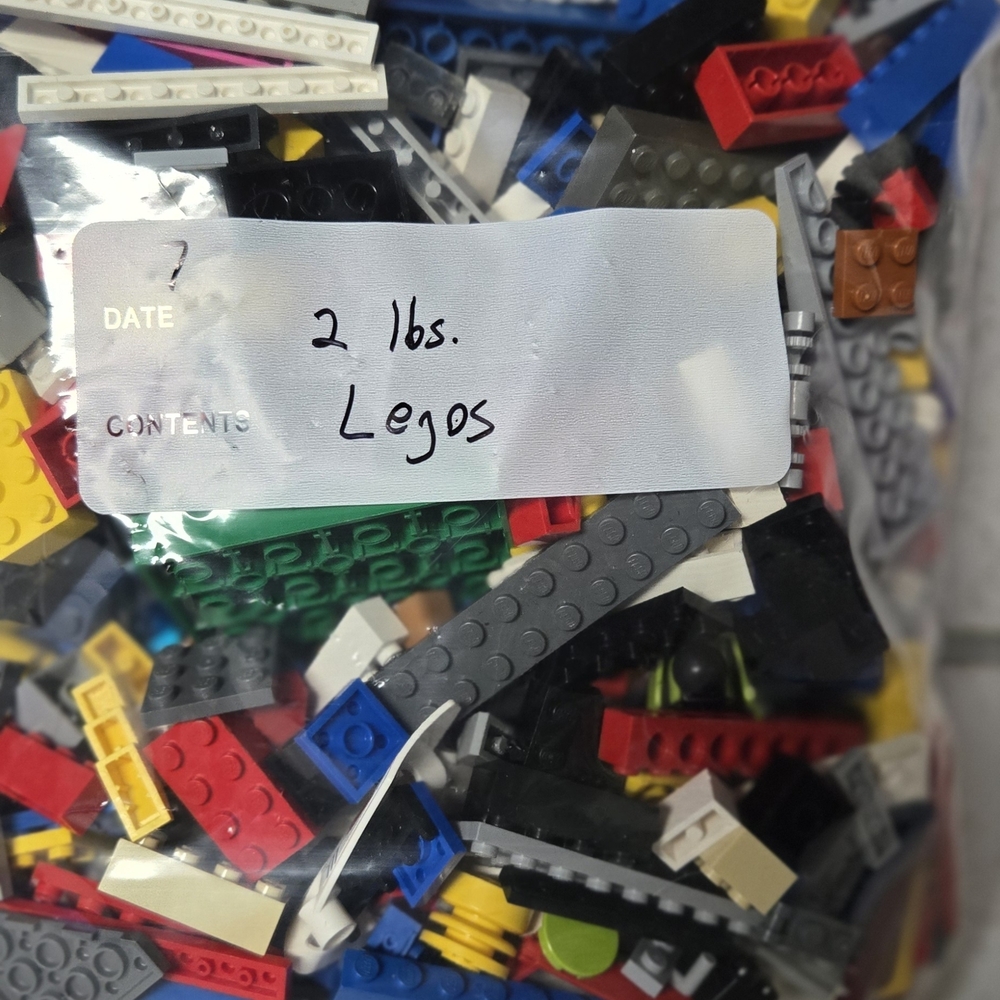 7
DATE
2 lbs.
CONTENTS
Legos